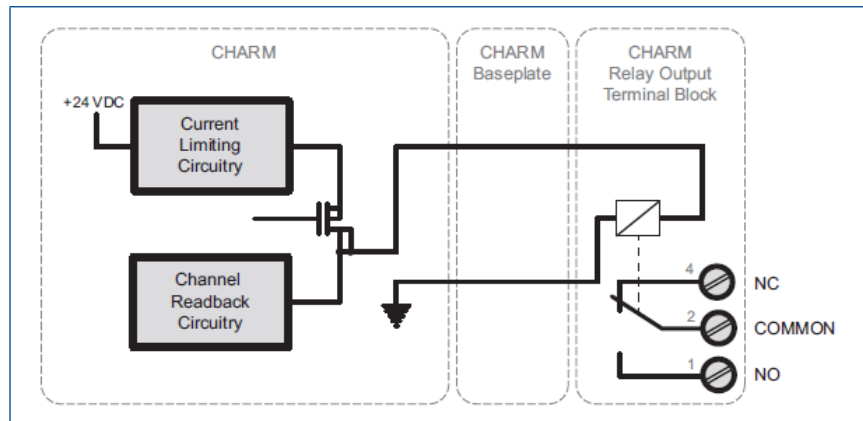 CHARM
CHARM
Baseplate
CHARM
Relay Output
Terminal Block
+24 VDC
Current
Limiting
Circuitry
Channel
Readback
Circuitry
4
NC
2
COMMON
1
NO